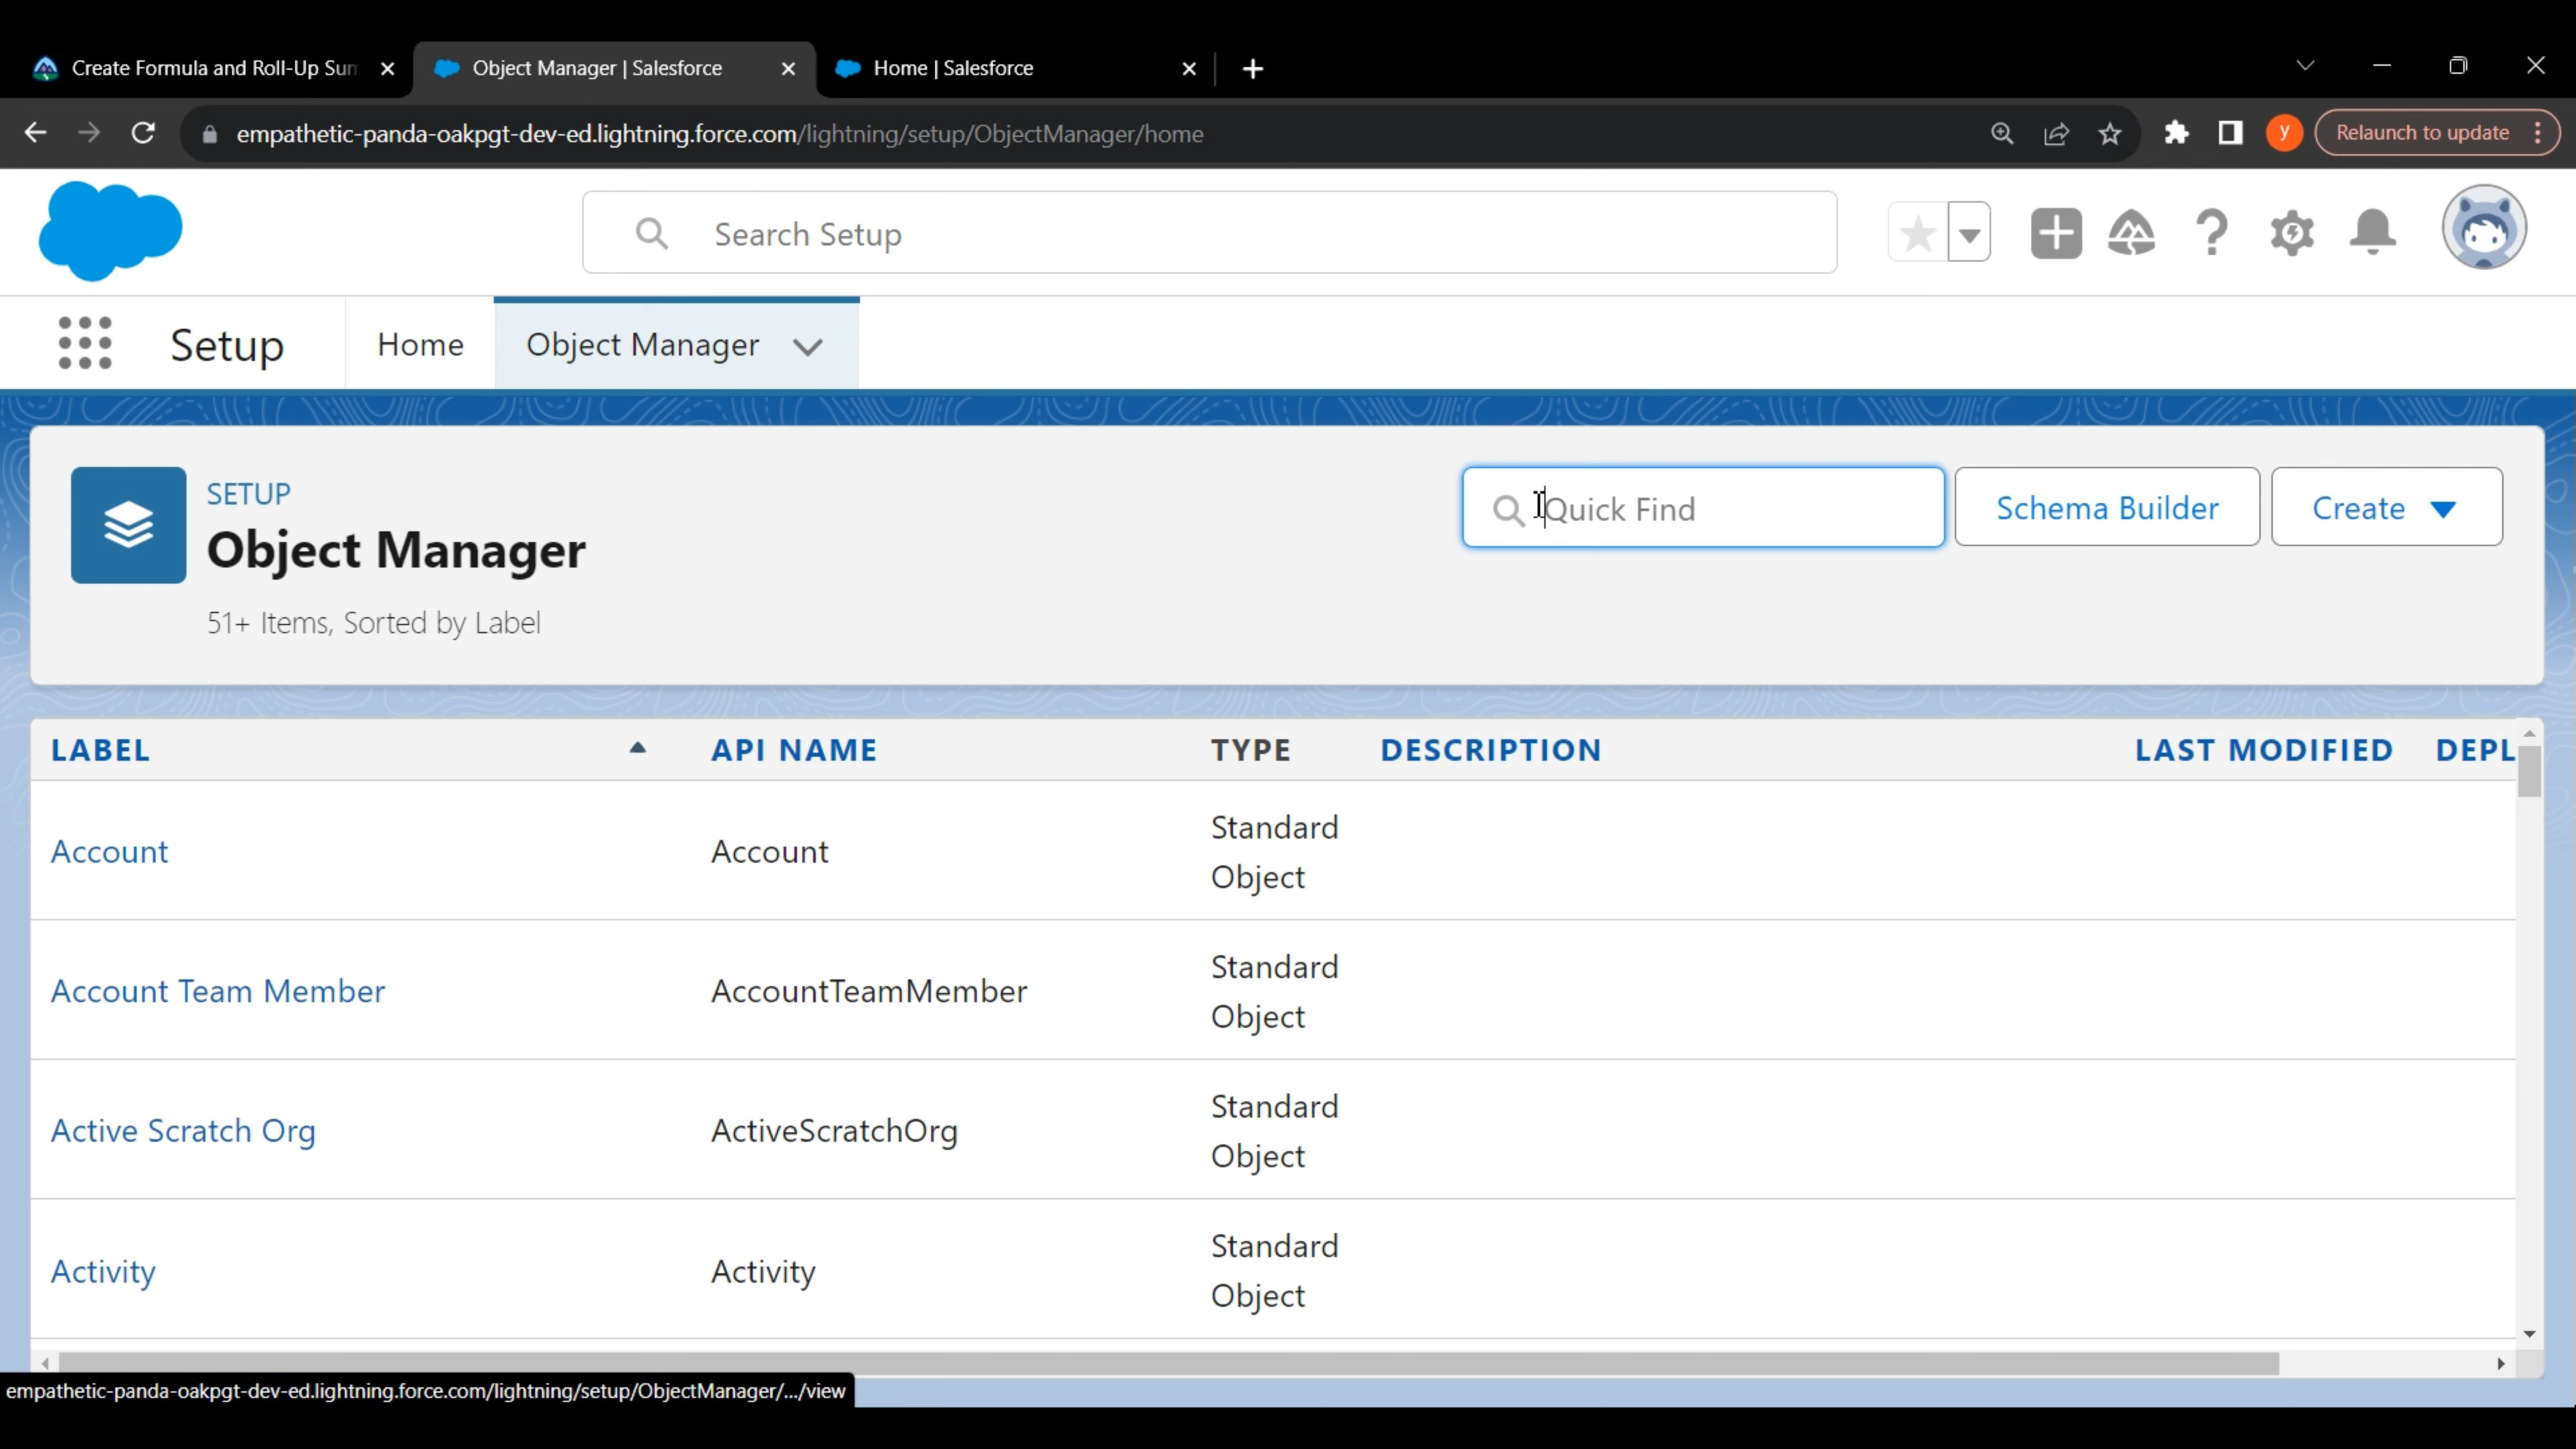 Create Formula and Roll-Up Sum
Object Manager | Salesforce
Home | Salesforce
empathetic-panda-oakpgt-dev-ed.lightning.force.com/lightning/setup/ObjectManager/home
y
Relaunch to update
Search Setup
Setup
Home
Object Manager
SETUP
Object Manager
51+ Items, Sorted by Label
Quick Find
Schema Builder
Create
LABEL API NAME TYPE DESCRIPTION LAST MODIFIED DEPL
Account Account Standard Object
Account Team Member AccountTeamMember Standard Object
Active Scratch Org ActiveScratchOrg Standard Object
Activity Activity Standard Object
empathetic-panda-oakpgt-dev-ed.lightning.force.com/lightning/setup/ObjectManager/.../view